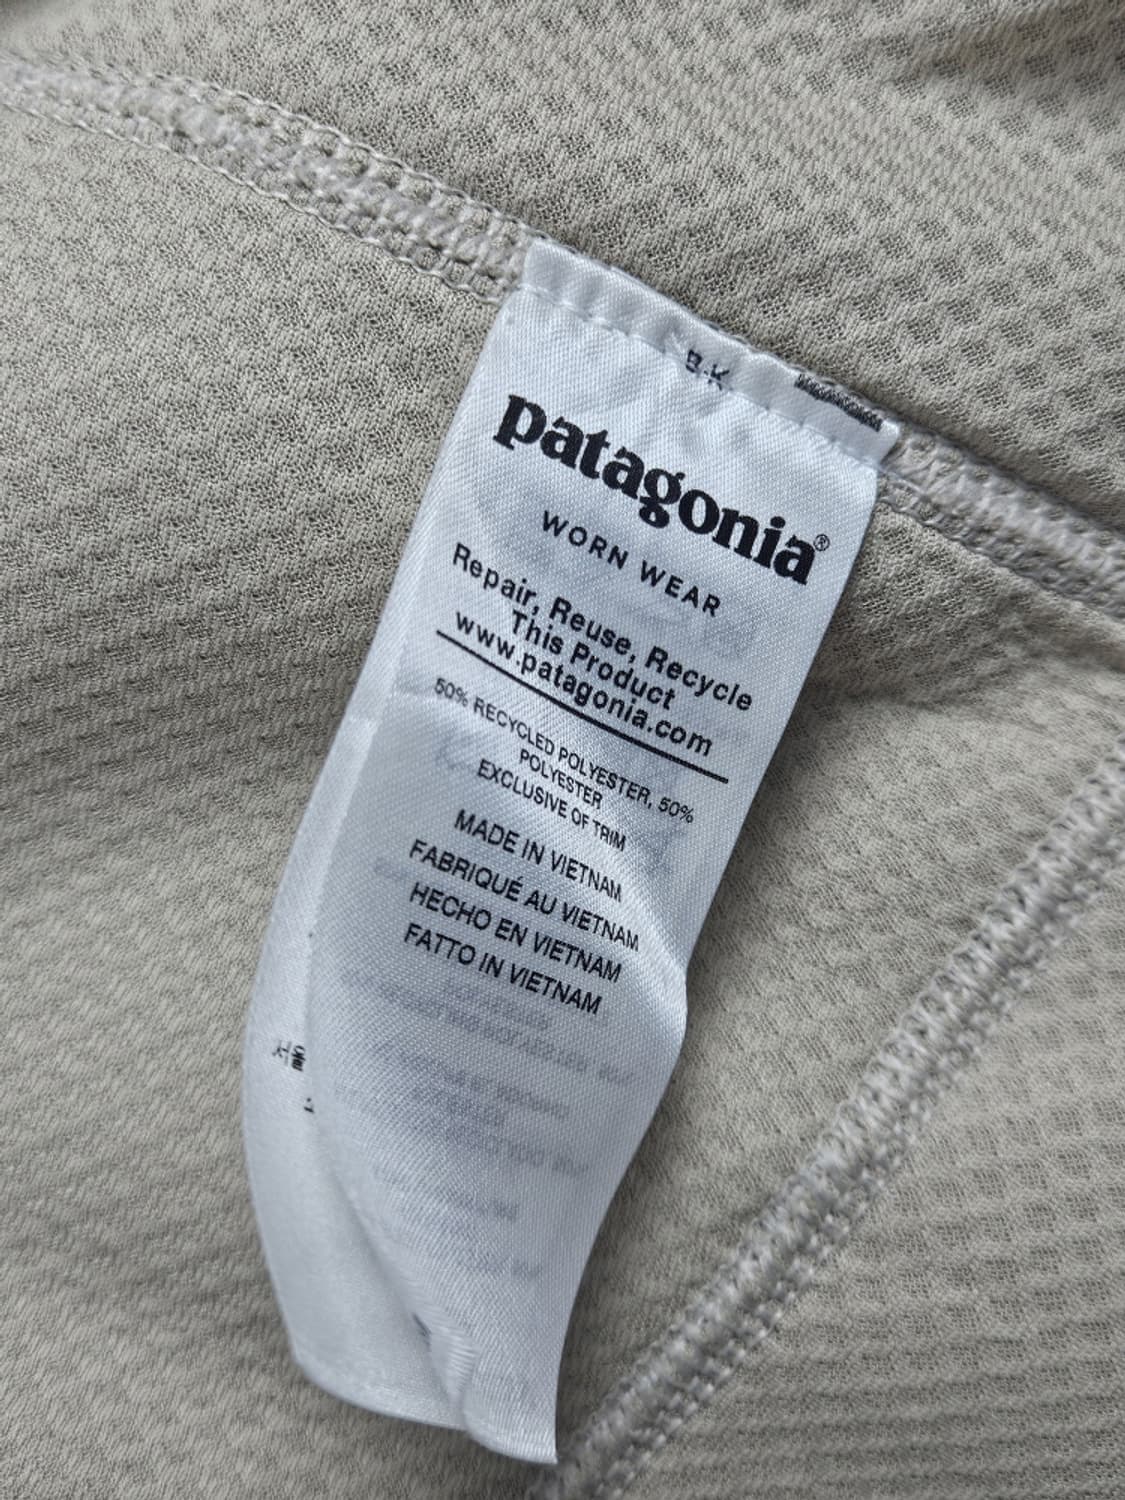 patagonia®
WORN WEAR
Repair, Reuse, Recycle
This Product
www.patagonia.com
50% RECYCLED POLYESTER, 50%
POLYESTER
EXCLUSIVE OF TRIM
MADE IN VIETNAM
FABRIQUÉ AU VIETNAM
HECHO EN VIETNAM
FATTO IN VIETNAM